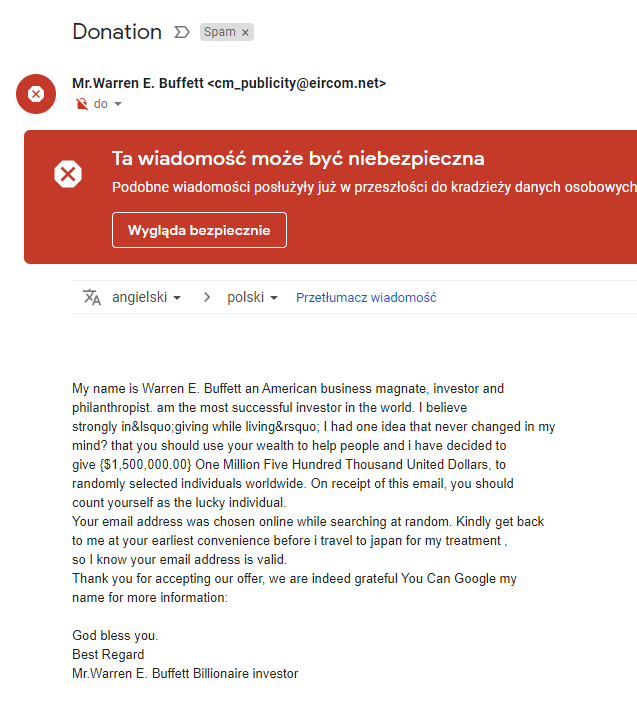 Donation
Spam ×
Mr.Warren E. Buffett <cm_publicity@eircom.net>
do
Ta wiadomość może być niebezpieczna
Podobne wiadomości posłużyły już w przeszłości do kradzieży danych osobowych
Wygląda bezpiecznie
angielski > polski Przetłumacz wiadomość
My name is Warren E. Buffett an American business magnate, investor and
philanthropist. am the most successful investor in the world. I believe
strongly in&lsquo;giving while living&rsquo; I had one idea that never changed in my
mind? that you should use your wealth to help people and i have decided to
give {$1,500,000.00} One Million Five Hundred Thousand United Dollars, to
randomly selected individuals worldwide. On receipt of this email, you should
count yourself as the lucky individual.
Your email address was chosen online while searching at random. Kindly get back
to me at your earliest convenience before i travel to japan for my treatment ,
so I know your email address is valid.
Thank you for accepting our offer, we are indeed grateful You Can Google my
name for more information:
God bless you.
Best Regard
Mr.Warren E. Buffett Billionaire investor